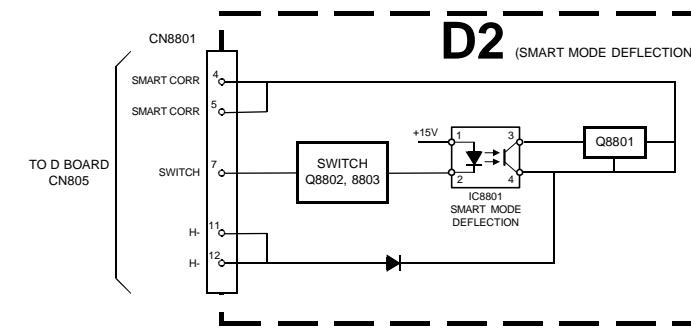 D2 (SMART MODE DEFLECTION
CN8801
SMART CORR 4
SMART CORR 5
SWITCH 7
H- 11
H- 12
TO D BOARD
CN805
SWITCH
Q8802, 8803
+15V
1
2
3
4
IC8801
SMART MODE
DEFLECTION
Q8801